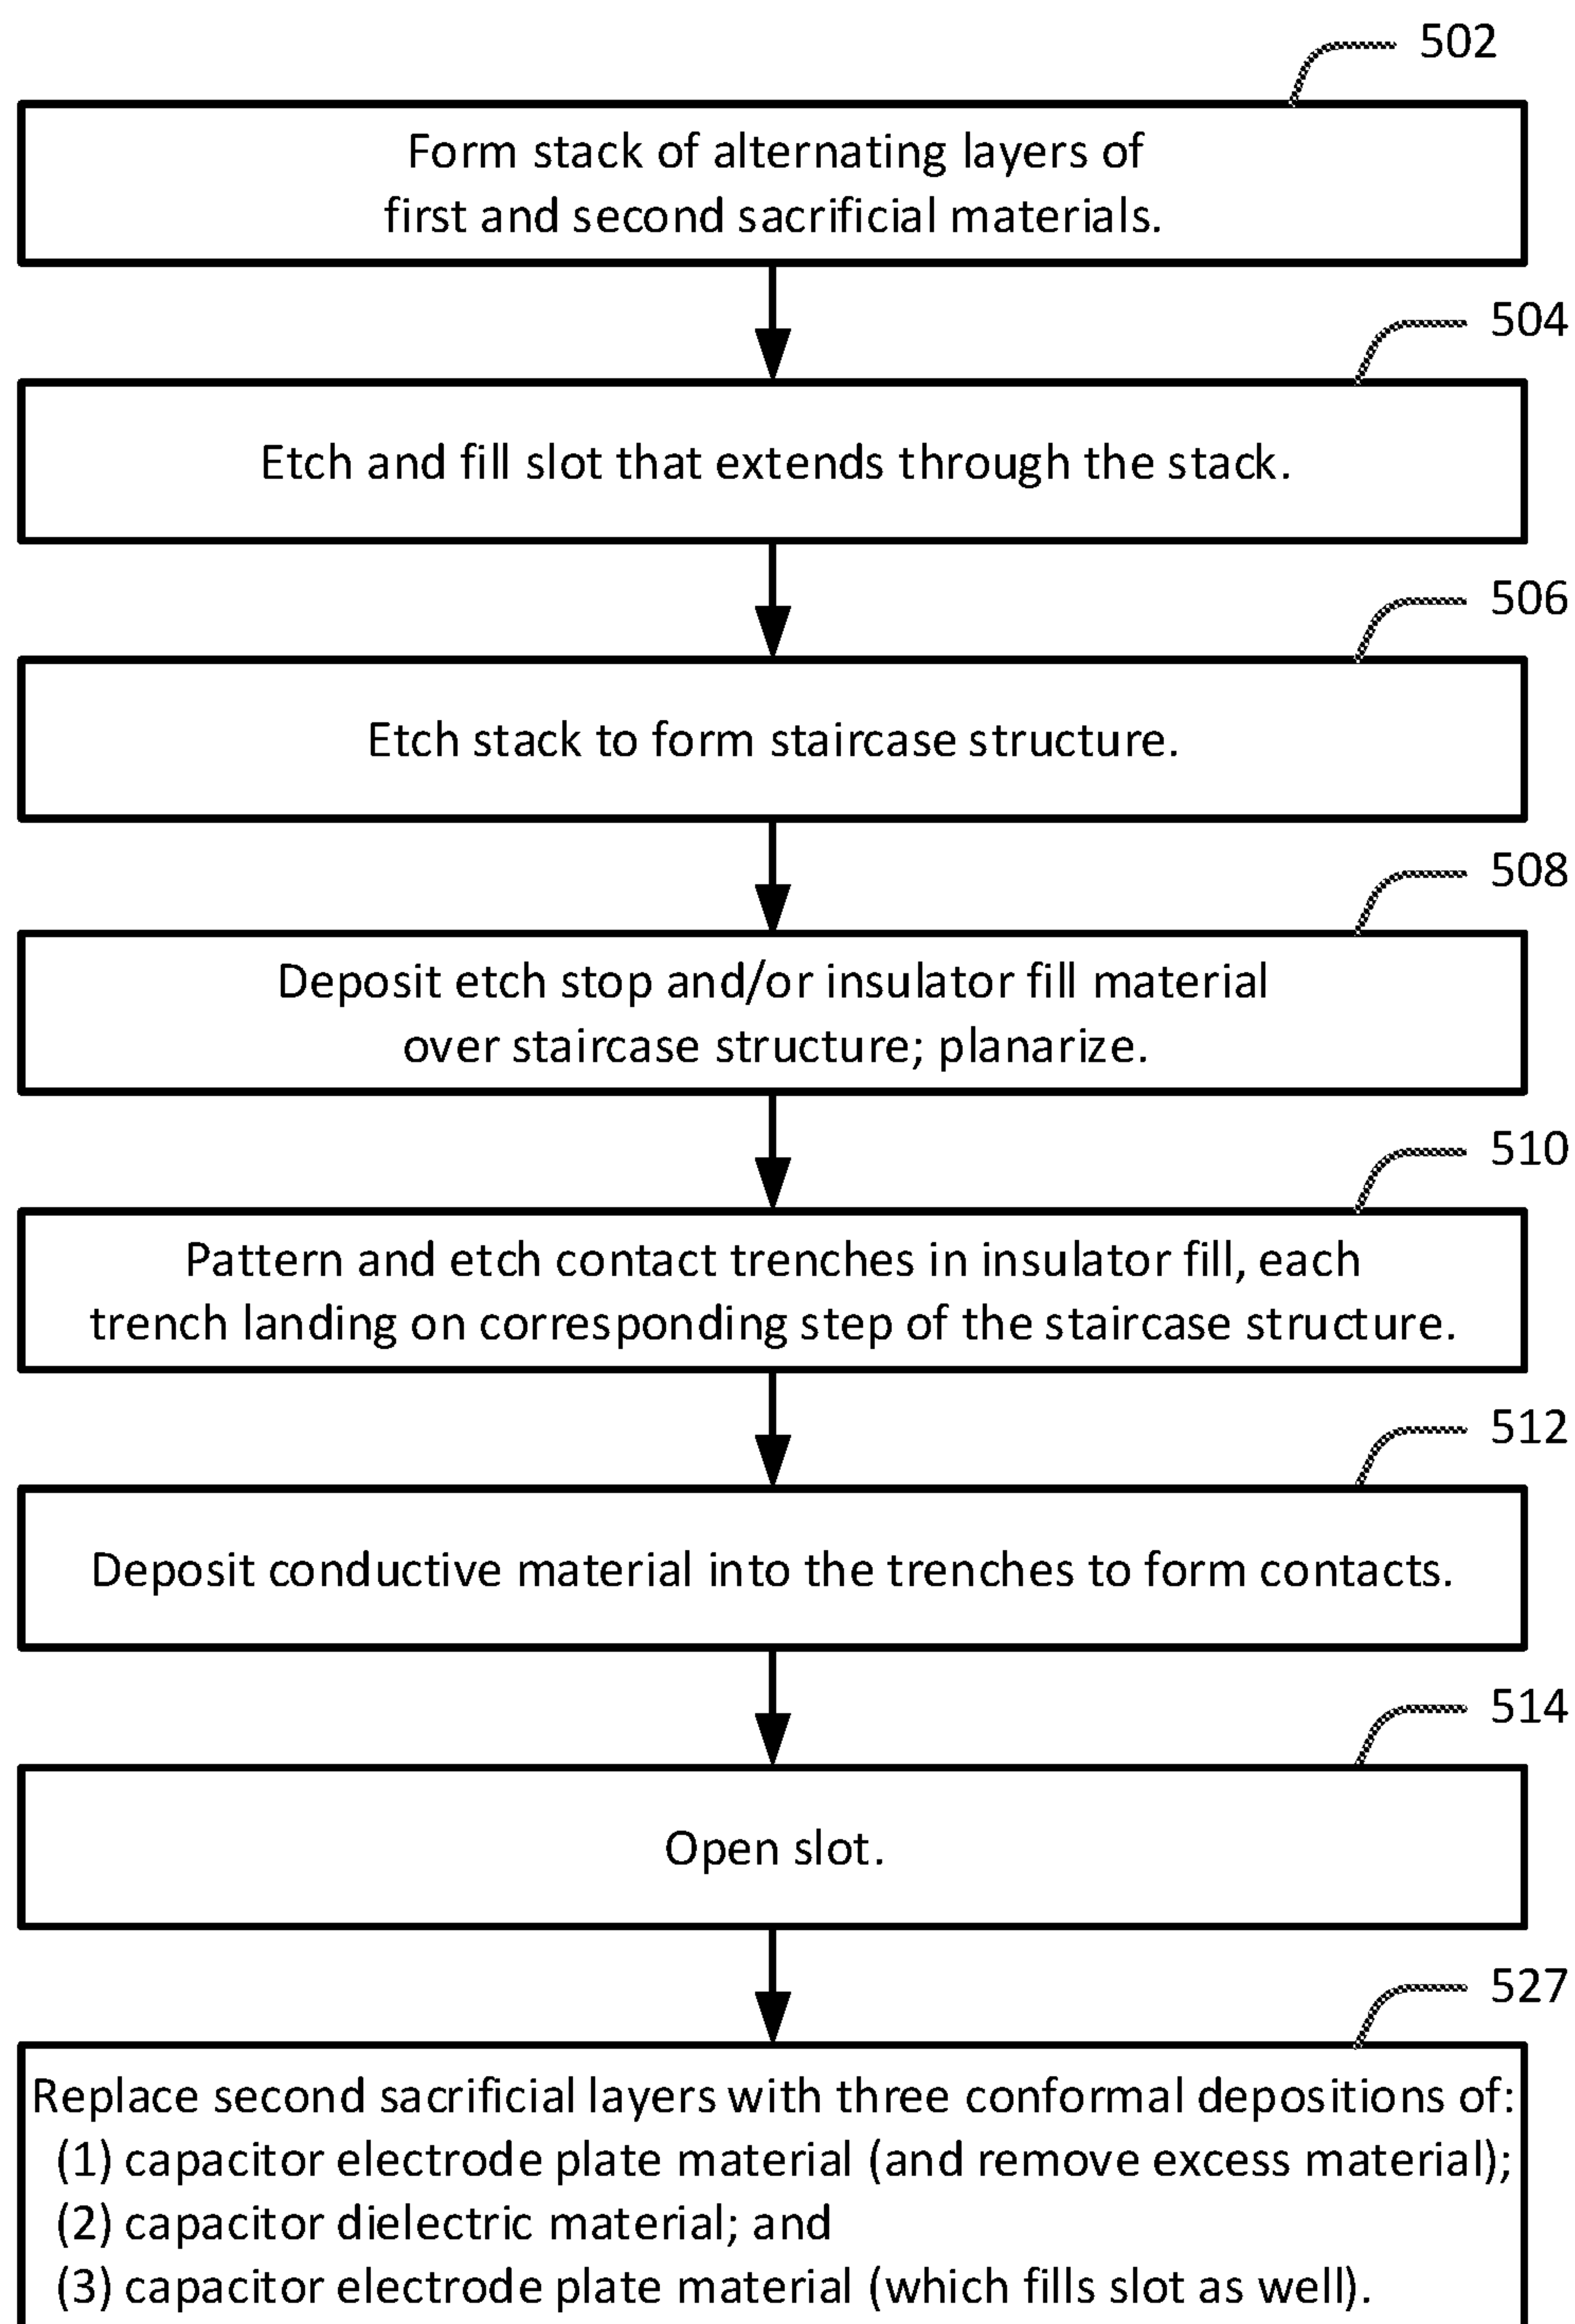 502
Form stack of alternating layers of
first and second sacrificial materials.
504
Etch and fill slot that extends through the stack.
506
Etch stack to form staircase structure.
508
Deposit etch stop and/or insulator fill material
over staircase structure; planarize.
510
Pattern and etch contact trenches in insulator fill, each
trench landing on corresponding step of the staircase structure.
512
Deposit conductive material into the trenches to form contacts.
514
Open slot.
527
Replace second sacrificial layers with three conformal depositions of:
(1) capacitor electrode plate material (and remove excess material);
(2) capacitor dielectric material; and
(3) capacitor electrode plate material (which fills slot as well).